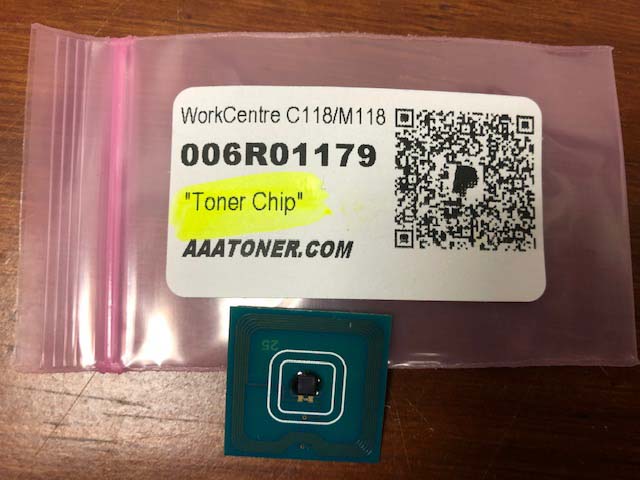 WorkCentre C118/M118
006R01179
"Toner Chip"
AAATONER.COM
25